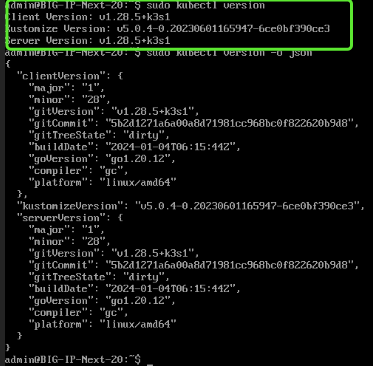 admin@BIG-IP-Next-20:~$ sudo kubectl version
Client Version: v1.28.5+k3s1
Kustomize Version: v5.0.4-0.20230601165947-6ce0bf390ce3
Server Version: v1.28.5+k3s1
admin@BIG-IP-Next-20:~$ sudo kubectl version -o json
{
  "clientVersion": {
    "major": "1",
    "minor": "28",
    "gitVersion": "v1.28.5+k3s1",
    "gitCommit": "5b2d1271a6a00a8d71981cc968bc0f822620b9d8",
    "gitTreeState": "dirty",
    "buildDate": "2024-01-04T06:15:44Z",
    "goVersion": "go1.20.12",
    "compiler": "gc",
    "platform": "linux/amd64"
  },
  "kustomizeVersion": "v5.0.4-0.20230601165947-6ce0bf390ce3",
  "serverVersion": {
    "major": "1",
    "minor": "28",
    "gitVersion": "v1.28.5+k3s1",
    "gitCommit": "5b2d1271a6a00a8d71981cc968bc0f822620b9d8",
    "gitTreeState": "dirty",
    "buildDate": "2024-01-04T06:15:44Z",
    "goVersion": "go1.20.12",
    "compiler": "gc",
    "platform": "linux/amd64"
  }
}
admin@BIG-IP-Next-20:~$ _